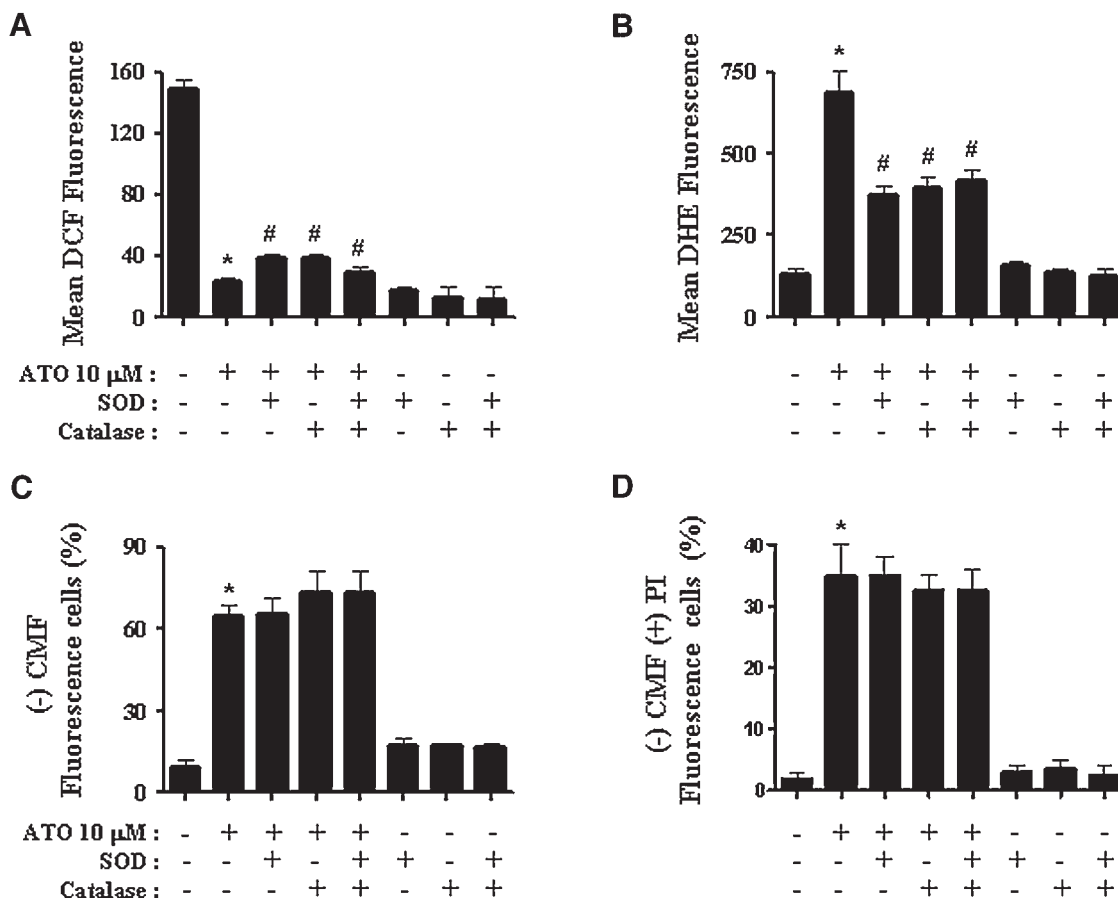 A
Mean DCF Fluorescence
160
120
80
40
0
*
#
#
#
ATO 10 µM : - + + + + - - -
SOD : - - + - + + - +
Catalase : - - - + + - + +
B
Mean DHE Fluorescence
750
500
250
0
*
#
#
#
- + + + + - - -
- - + - + + - +
- - - + + - + +
C
(-) CMF
Fluorescence cells (%)
90
60
30
0
*
ATO 10 µM : - + + + + - - -
SOD : - - + - + + - +
Catalase : - - - + + - + +
D
(-) CMF (+) PI
Fluorescence cells (%)
40
30
20
10
0
*
- + + + + - - -
- - + - + + - +
- - - + + - + +